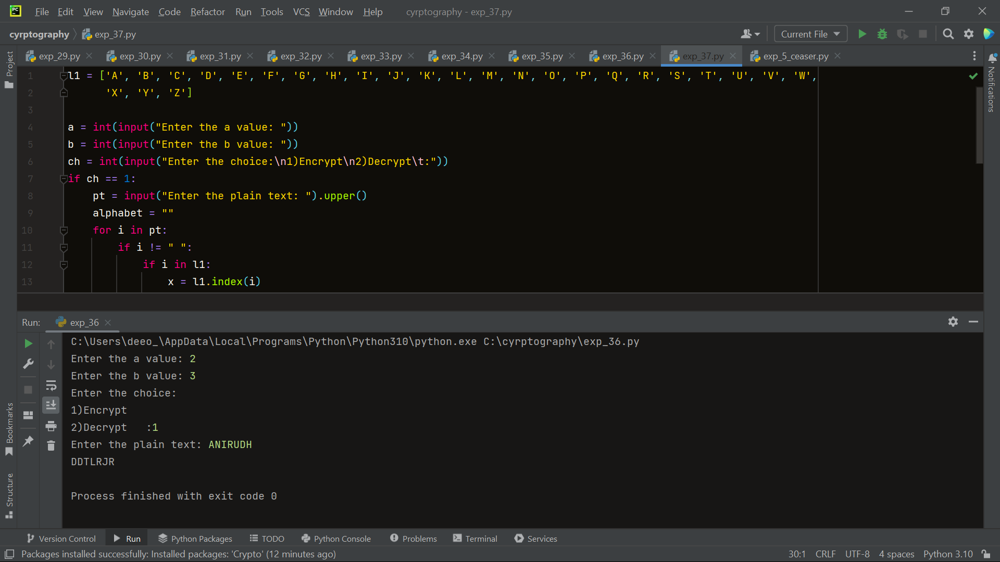 PC File Edit View Navigate Code Refactor Run Tools VCS Window Help cyrptography - exp_37.py
cyrptography exp_37.py Current File
exp_29.py exp_30.py exp_31.py exp_32.py exp_33.py exp_34.py exp_35.py exp_36.py exp_37.py exp_5_ceaser.py
Project
Notifications
1 l1 = ['A', 'B', 'C', 'D', 'E', 'F', 'G', 'H', 'I', 'J', 'K', 'L', 'M', 'N', 'O', 'P', 'Q', 'R', 'S', 'T', 'U', 'V', 'W',
2 'X', 'Y', 'Z']
3
4 a = int(input("Enter the a value: "))
5 b = int(input("Enter the b value: "))
6 ch = int(input("Enter the choice:\n1)Encrypt\n2)Decrypt\t:"))
7 if ch == 1:
8 pt = input("Enter the plain text: ").upper()
9 alphabet = ""
10 for i in pt:
11 if i != " ":
12 if i in l1:
13 x = l1.index(i)
Run: exp_36
C:\Users\deeo_\AppData\Local\Programs\Python\Python310\python.exe C:\cyrptography\exp_36.py
Enter the a value: 2
Enter the b value: 3
Enter the choice:
1)Encrypt
2)Decrypt :1
Enter the plain text: ANIRUDH
DDTLRJR
Process finished with exit code 0
Bookmarks
Structure
Version Control Run Python Packages TODO Python Console Problems Terminal Services
Packages installed successfully: Installed packages: 'Crypto' (12 minutes ago) 30:1 CRLF UTF-8 4 spaces Python 3.10